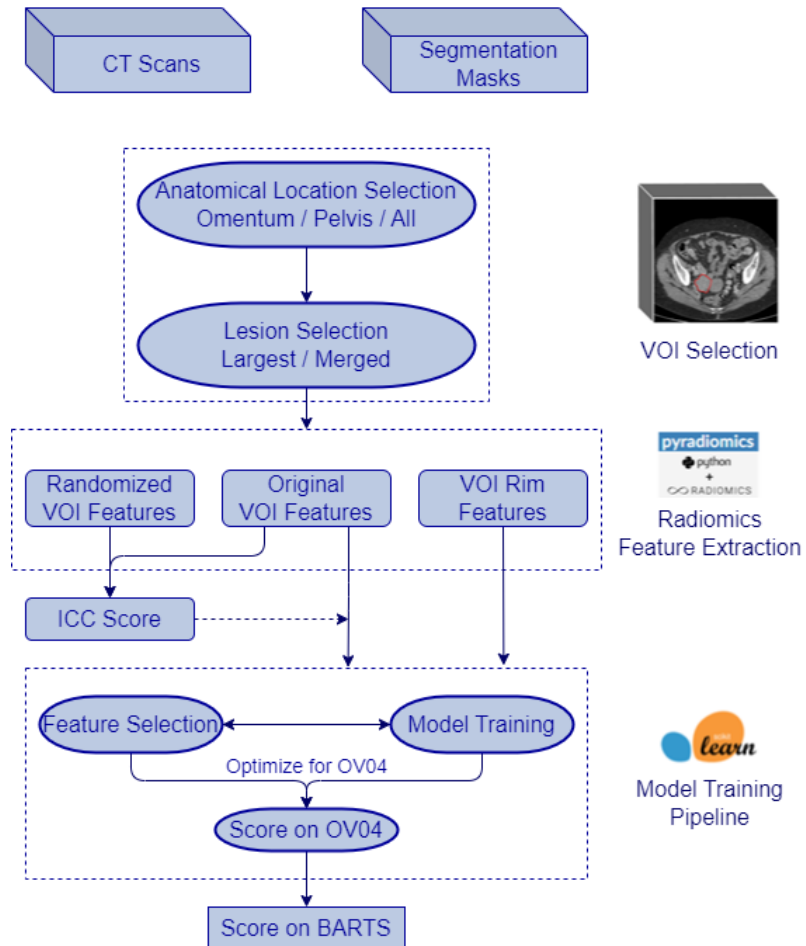 CT Scans
Segmentation
Masks
Anatomical Location Selection
Omentum / Pelvis / All
Lesion Selection
Largest / Merged
VOI Selection
Randomized
VOI Features
Original
VOI Features
VOI Rim
Features
pyradiomics
python
+
RADIOMICS
Radiomics
Feature Extraction
ICC Score
Feature Selection
Model Training
Optimize for OV04
Score on OV04
learn
Model Training
Pipeline
Score on BARTS